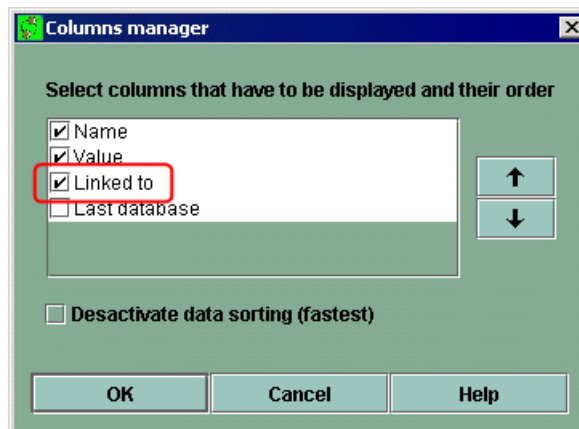 Columns manager
Select columns that have to be displayed and their order
Name
Value
Linked to
Last database
Desactivate data sorting (fastest)
OK Cancel Help